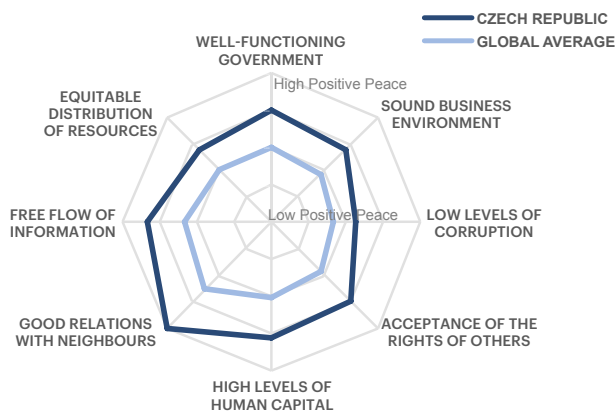 CZECH REPUBLIC
GLOBAL AVERAGE
WELL-FUNCTIONING
GOVERNMENT
High Positive Peace
EQUITABLE
DISTRIBUTION
OF RESOURCES
SOUND BUSINESS
ENVIRONMENT
FREE FLOW OF
INFORMATION
Low Positive Peace
LOW LEVELS OF
CORRUPTION
GOOD RELATIONS
WITH NEIGHBOURS
ACCEPTANCE OF THE
RIGHTS OF OTHERS
HIGH LEVELS OF
HUMAN CAPITAL